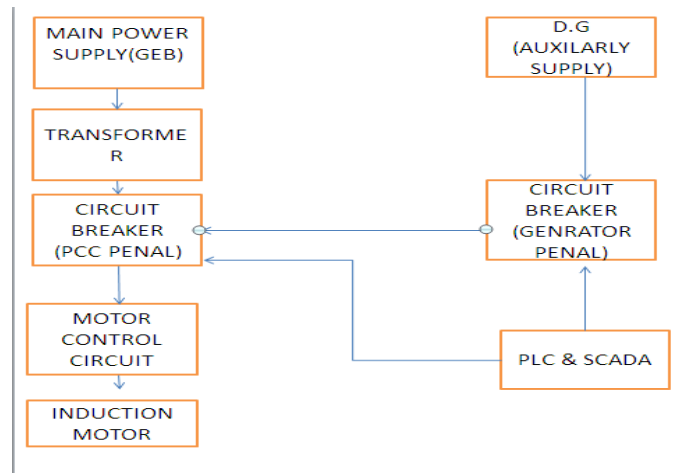 MAIN POWER
SUPPLY(GEB)
TRANSFORME
R
CIRCUIT
BREAKER
(PCC PENAL)
MOTOR
CONTROL
CIRCUIT
INDUCTION
MOTOR
D.G
(AUXILARLY
SUPPLY)
CIRCUIT
BREAKER
(GENRATOR
PENAL)
PLC & SCADA